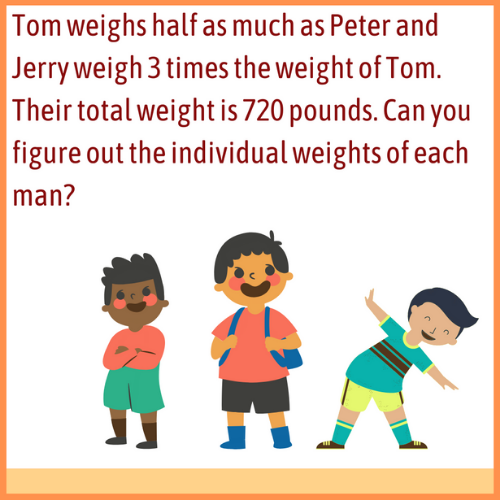 Tom weighs half as much as Peter and
Jerry weigh 3 times the weight of Tom.
Their total weight is 720 pounds. Can you
figure out the individual weights of each
man?